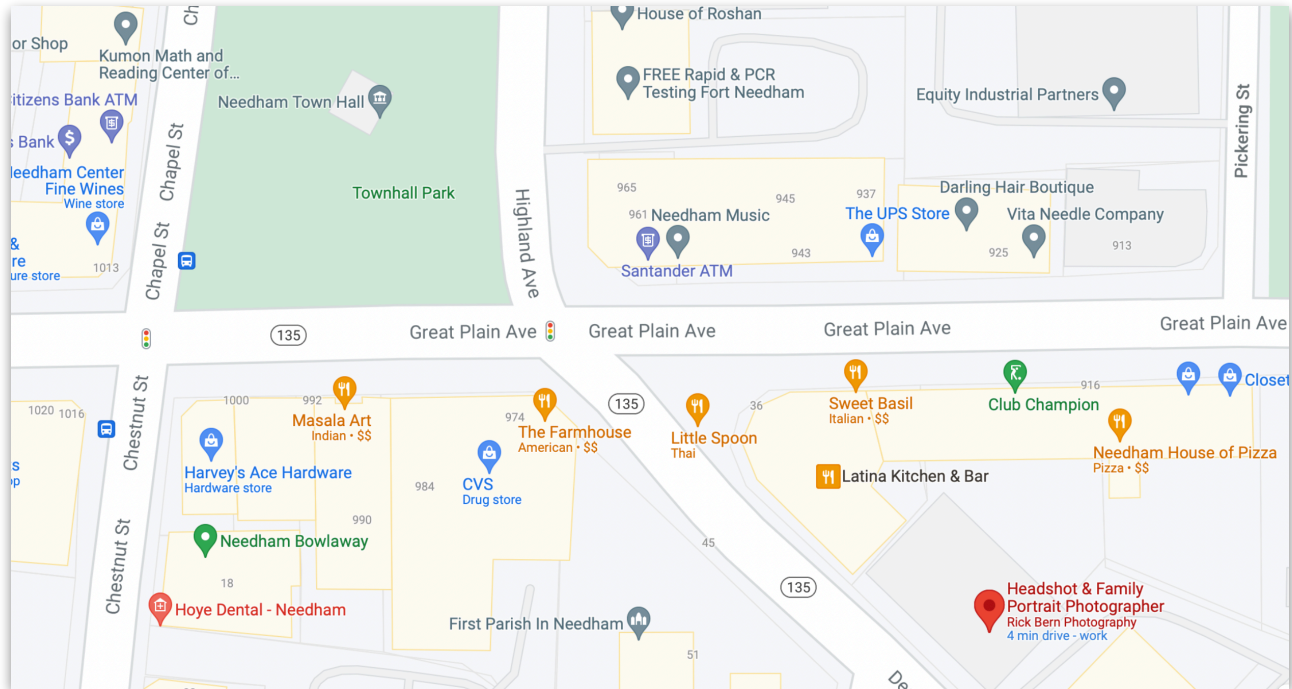 Ch
House of Roshan
or Shop
Kumon Math and
Reading Center of...
FREE Rapid & PCR
Testing Fort Needham
Needham Town Hall
Equity Industrial Partners
itizens Bank ATM
s Bank
Chapel St
Pickering St
Needham Center
Fine Wines
Wine store
Townhall Park
965
945
937
Darling Hair Boutique
961
Needham Music
The UPS Store
Vita Needle Company
&
re
ure store
1013
Chapel St
Highland Ave
Santander ATM
943
925
913
135
Great Plain Ave
Great Plain Ave
Great Plain Ave
Great Plain Ave
1020
1016
Chestnut St
1000
992
Masala Art
Indian • $$
974
The Farmhouse
American • $$
135
Little Spoon
Thai
36
Sweet Basil
Italian • $$
Club Champion
916
Closet
Harvey's Ace Hardware
Hardware store
CVS
Drug store
984
Needham House of Pizza
Pizza • $$
Latina Kitchen & Bar
s
op
990
Needham Bowlaway
45
Chestnut St
18
135
Hoye Dental - Needham
First Parish In Needham
51
Headshot & Family
Portrait Photographer
Rick Bern Photography
4 min drive - work
De